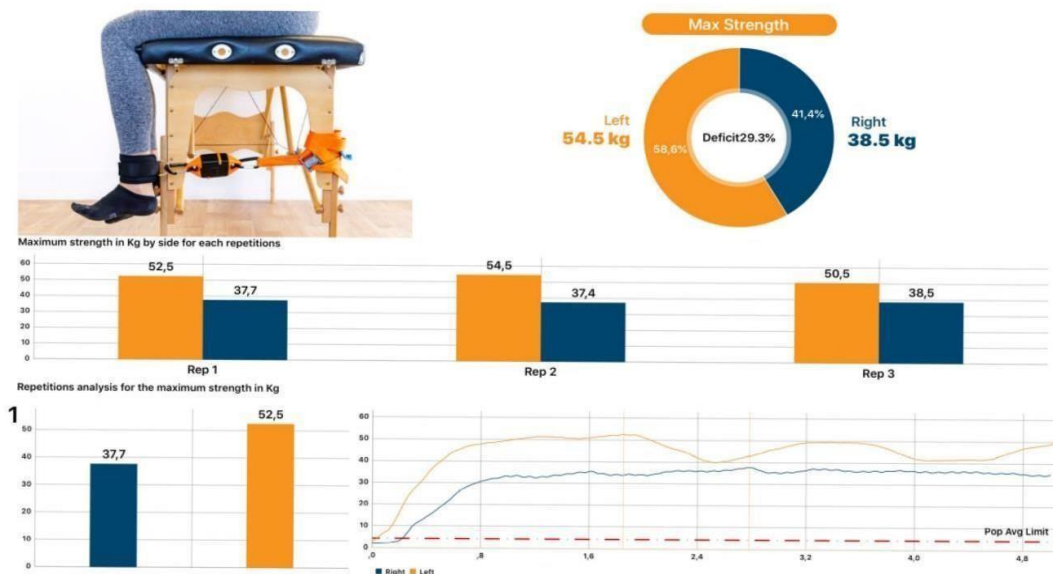 Max Strength
Left
54.5 kg
58,6%
Deficit29.3%
41,4%
Right
38.5 kg
Maximum strength in Kg by side for each repetitions
60
50
40
30
20
10
0
52,5
37,7
Rep 1
54,5
37,4
Rep 2
50,5
38,5
Rep 3
Repetitions analysis for the maximum strength in Kg
1
50
40
30
20
10
0
37,7
52,5
60
50
40
30
20
10
0
Pop Avg Limit
,0
,8
1,6
2,4
3,2
4,0
4,8
Right Left